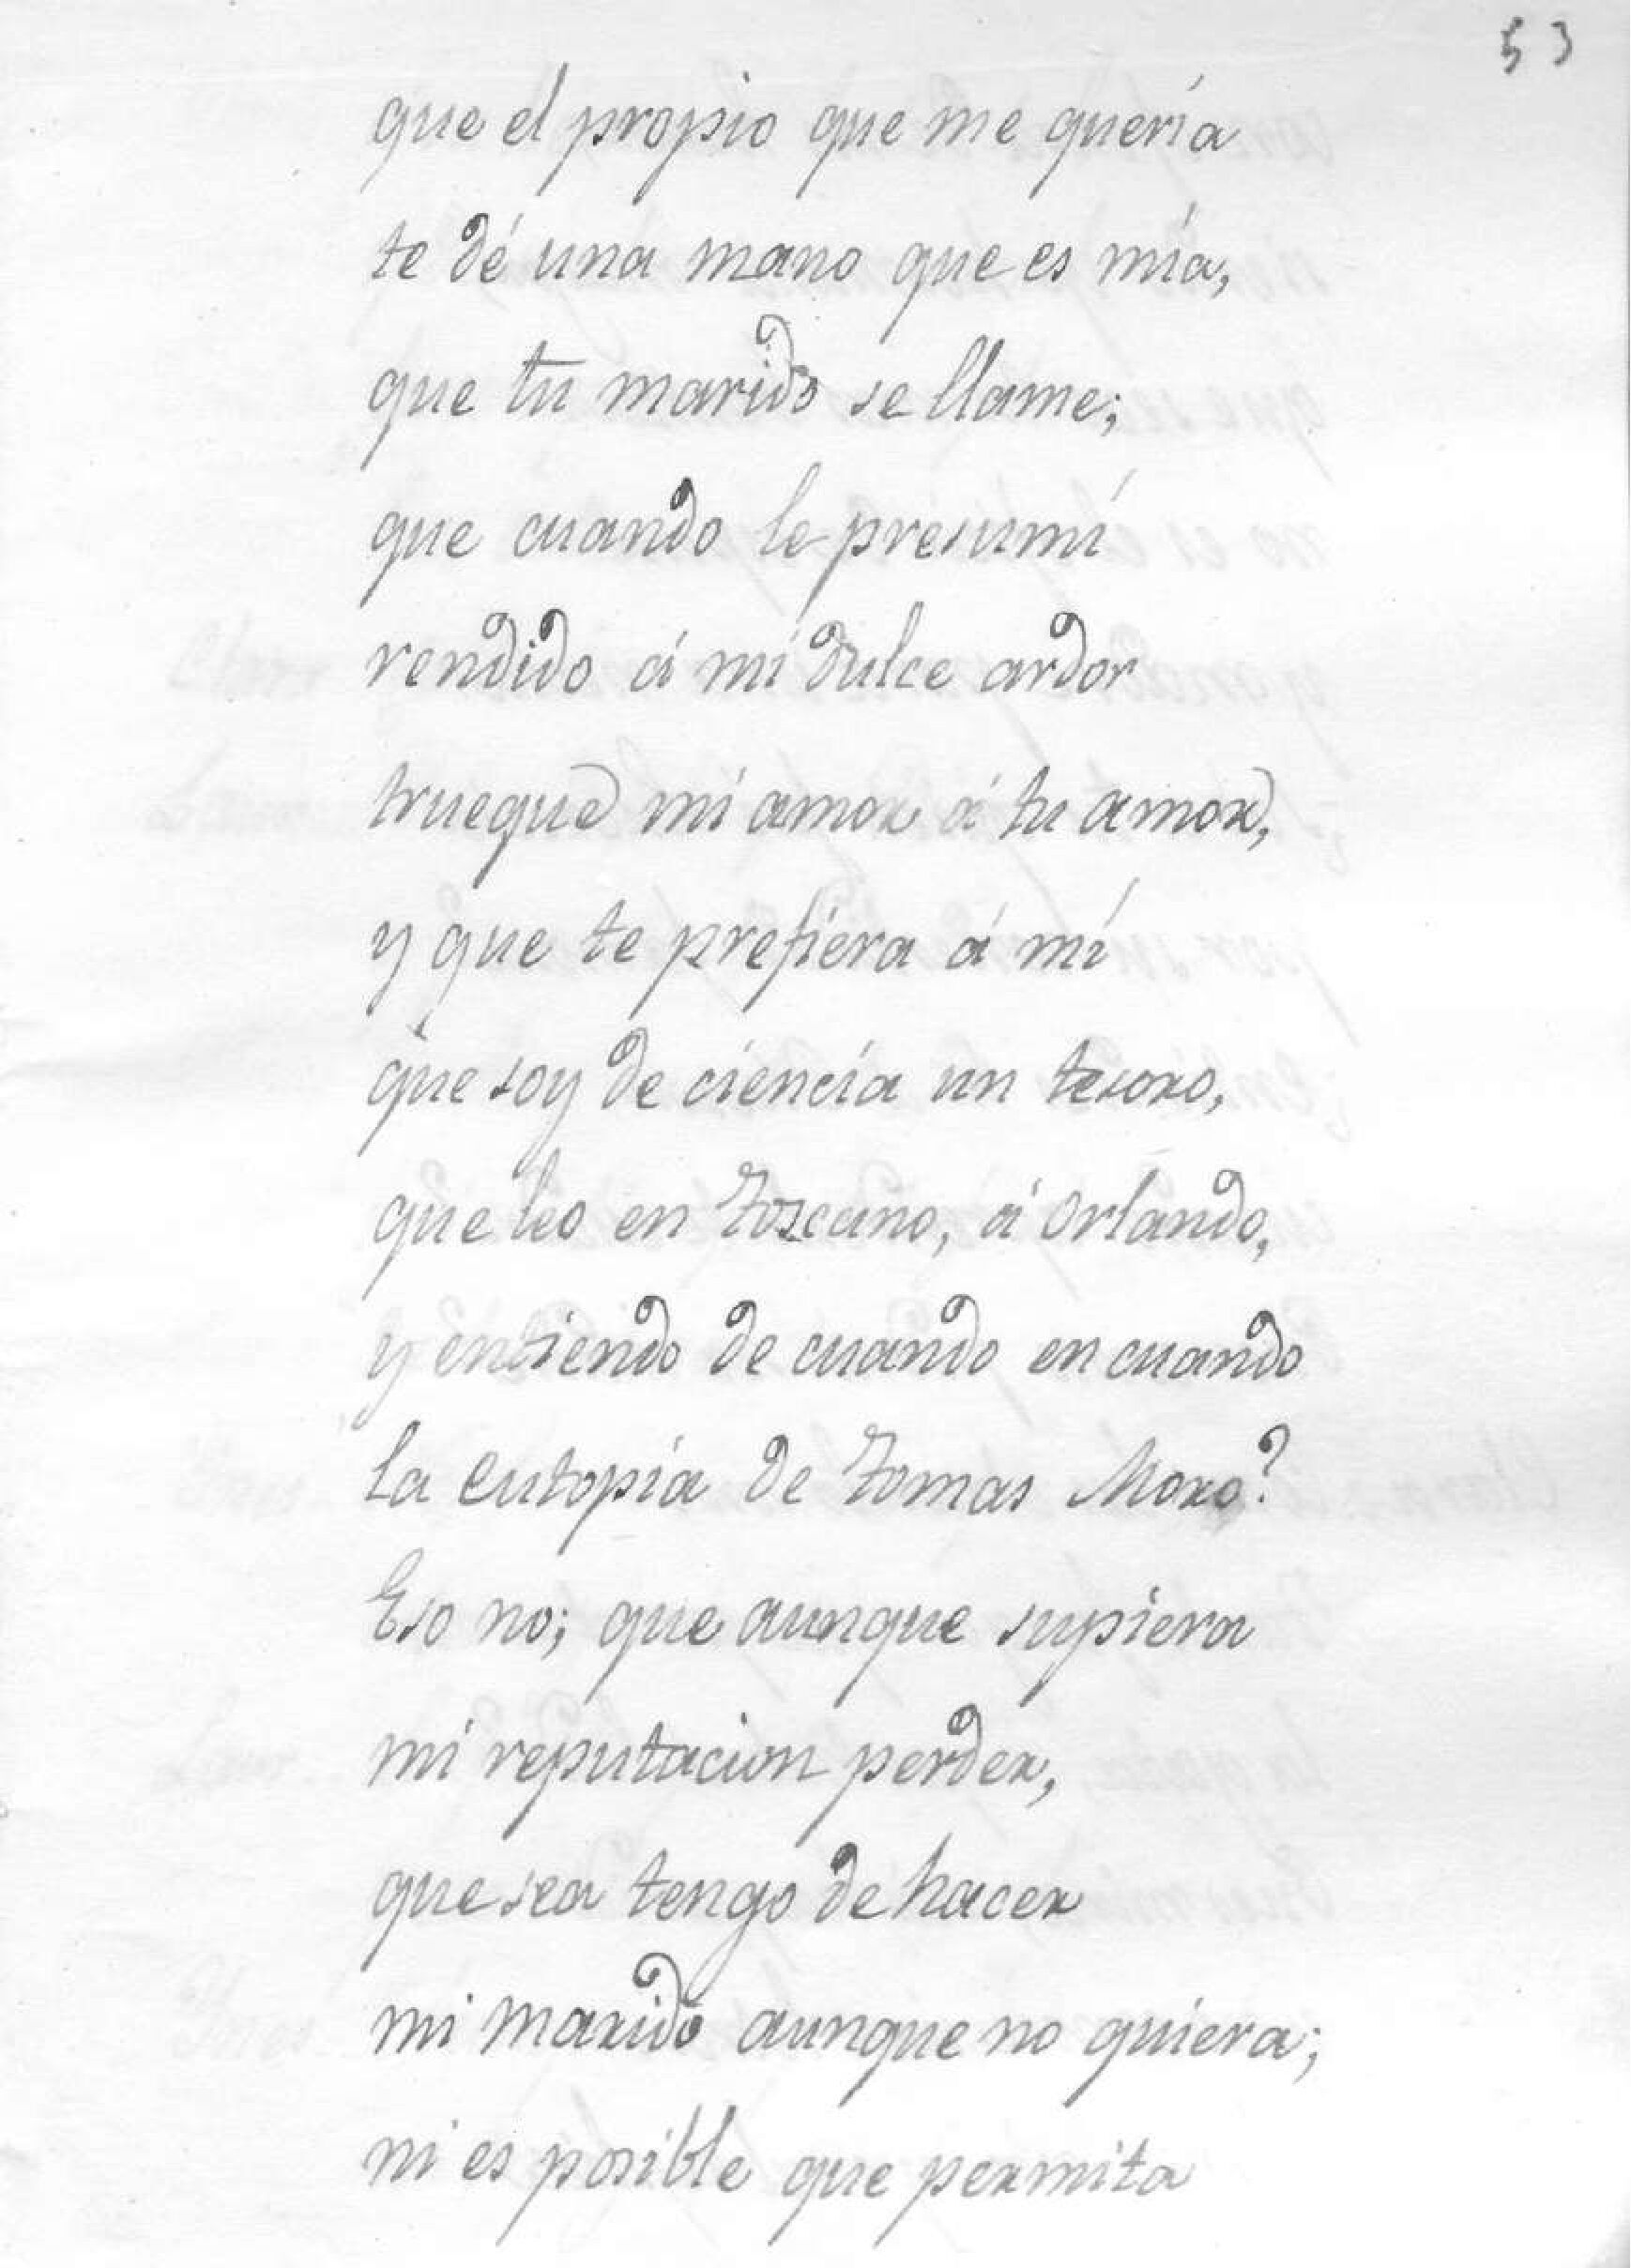 53
que el propio que me quería
te dé una mano que es mía,
que tu marido se llame;
que cuando le presumí
rendido á mi dulce ardor
trueque mi amor á tu amor,
y que te prefiera á mí
que soy de ciencia un tesoro,
que leo en Toscano, á Orlando,
y entiendo de cuando en cuando
la eutopia de Tomas Moro?
Eso no; que aunque supiera
mi reputacion perder,
que sea tengo de hacer
mi marido aunque no quiera;
ni es posible que permita